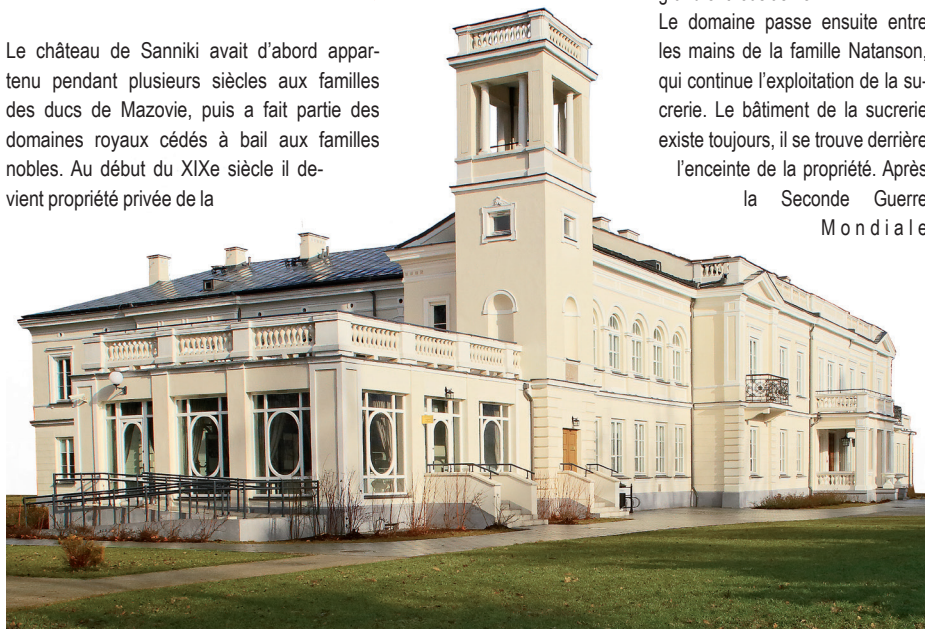 Le château de Sanniki avait d’abord appar-
tenu pendant plusieurs siècles aux familles
des ducs de Mazovie, puis a fait partie des
domaines royaux cédés à bail aux familles
nobles. Au début du XIXe siècle il de-
vient propriété privée de la
Le domaine passe ensuite entre
les mains de la famille Natanson,
qui continue l’exploitation de la su-
crerie. Le bâtiment de la sucrerie
existe toujours, il se trouve derrière
l’enceinte de la propriété. Après
la Seconde Guerre
Mondiale